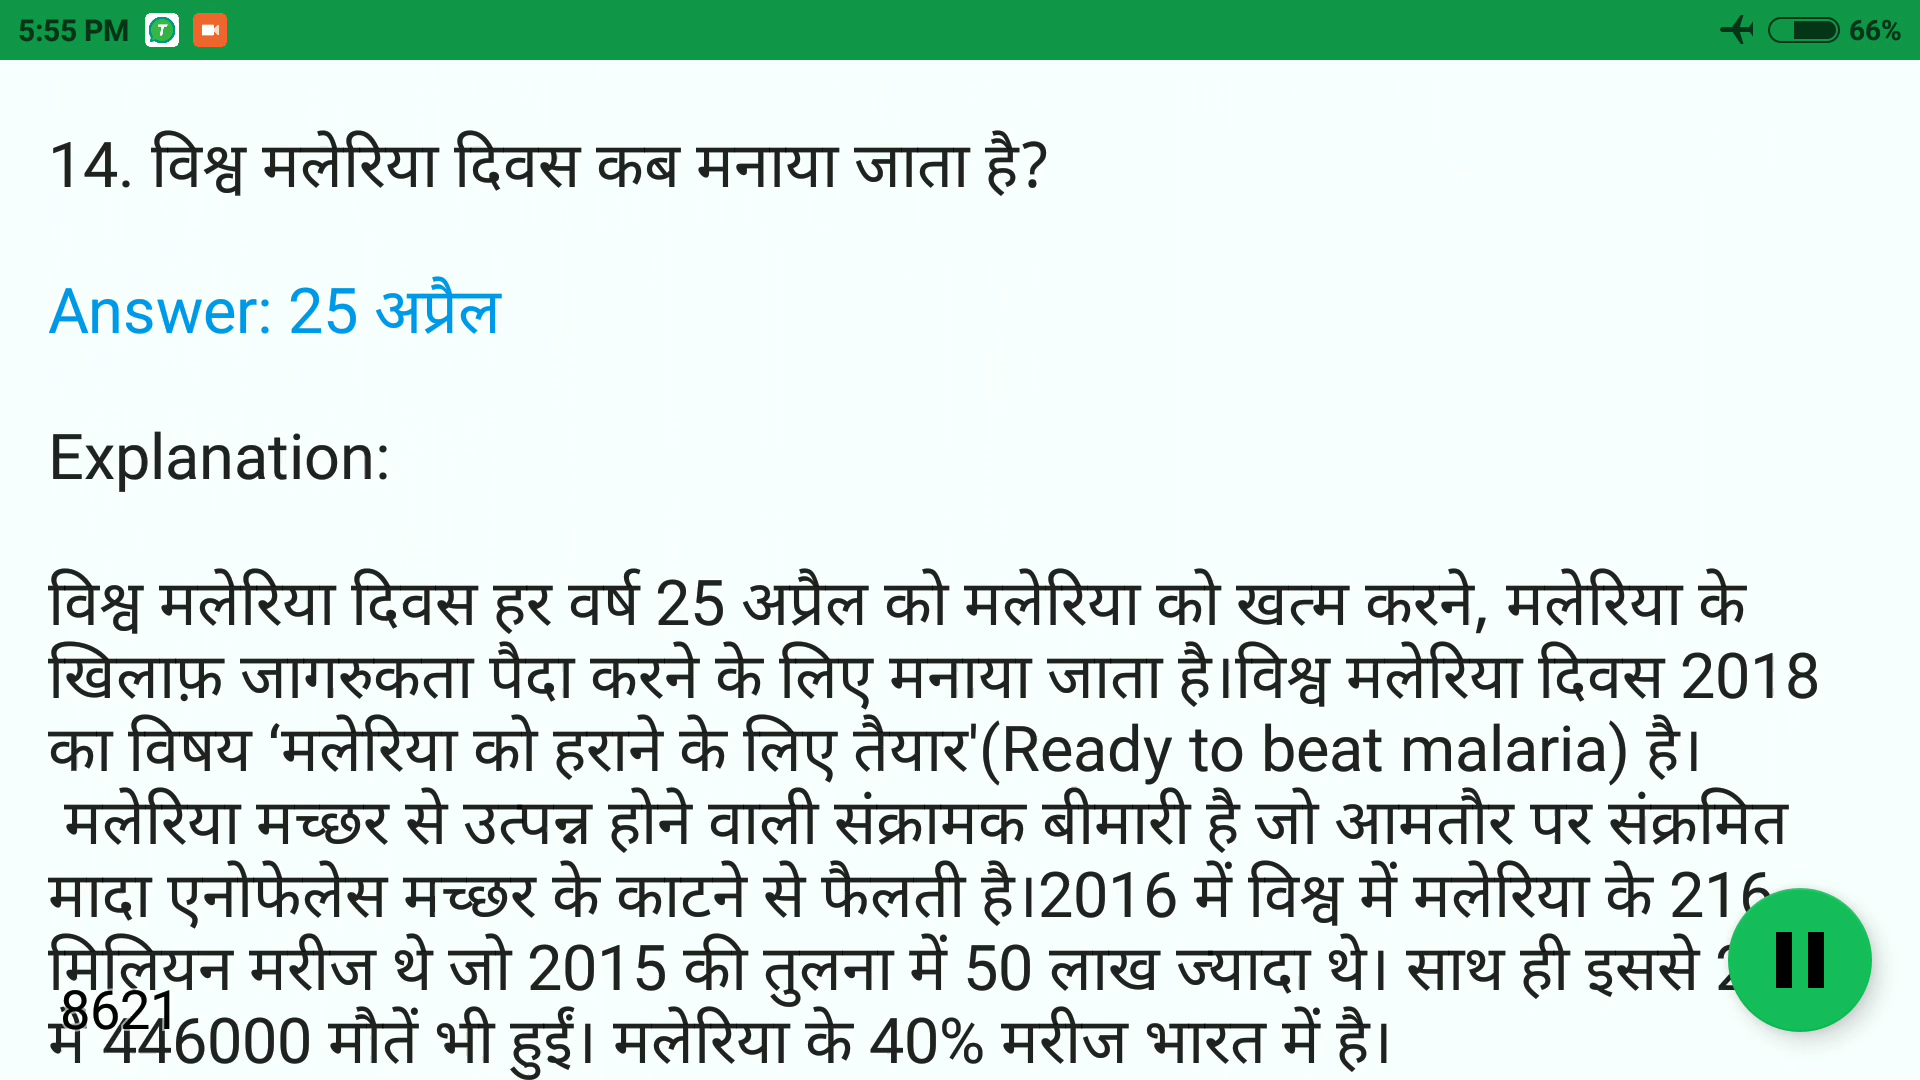 5:55 PM
66%
14. विश्व मलेरिया दिवस कब मनाया जाता है?
Answer: 25 अप्रैल
Explanation:
विश्व मलेरिया दिवस हर वर्ष 25 अप्रैल को मलेरिया को खत्म करने, मलेरिया के
खिलाफ़ जागरुकता पैदा करने के लिए मनाया जाता है।विश्व मलेरिया दिवस 2018
का विषय ‘मलेरिया को हराने के लिए तैयार'(Ready to beat malaria) है।
मलेरिया मच्छर से उत्पन्न होने वाली संक्रामक बीमारी है जो आमतौर पर संक्रमित
मादा एनोफेलेस मच्छर के काटने से फैलती है।2016 में विश्व में मलेरिया के 216
मिलियन मरीज थे जो 2015 की तुलना में 50 लाख ज्यादा थे। साथ ही इससे
8621
में 446000 मौतें भी हुईं। मलेरिया के 40% मरीज भारत में है।